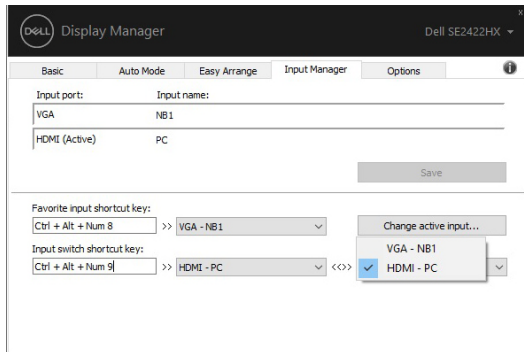 DELL Display Manager Dell SE2422HX
Basic Auto Mode Easy Arrange Input Manager Options
Input port: Input name:
VGA NB1
HDMI (Active) PC
Save
Favorite input shortcut key:
Ctrl + Alt + Num 8 >> VGA - NB1 Change active input...
Input switch shortcut key:
VGA - NB1
Ctrl + Alt + Num 9 >> HDMI - PC <<>> HDMI - PC